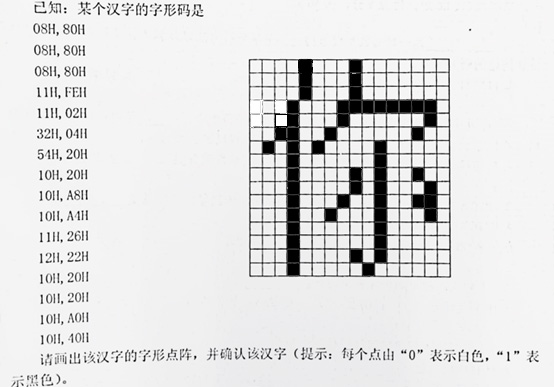 已知：某个汉字的字形码是
08H,80H
08H,80H
08H,80H
11H,FEH
11H,02H
32H,04H
54H,20H
10H,20H
10H,A8H
10H,A4H
11H,26H
12H,22H
10H,20H
10H,20H
10H,A0H
10H,40H
请画出该汉字的字形点阵，并确认该汉字（提示：每个点由“0”表示白色，“1”表
示黑色）。